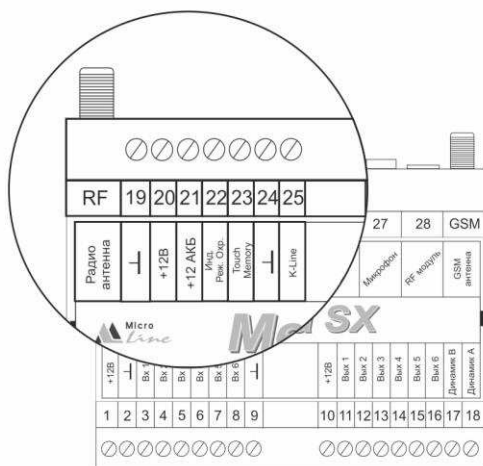 RF 19 20 21 22 23 24 25
Радио антенна
+12В
+12 АКБ
Инд. Реж. Охр.
Touch Memory
K-Line
27 28 GSM
Микрофон
RF модуль
GSM антенна
Micro Line
SX
+12В
Вх 1
Вх 6
+12В
Вых 1
Вых 2
Вых 3
Вых 4
Вых 5
Вых 6
Динамик В
Динамик А
1 2 3 4 5 6 7 8 9 10 11 12 13 14 15 16 17 18